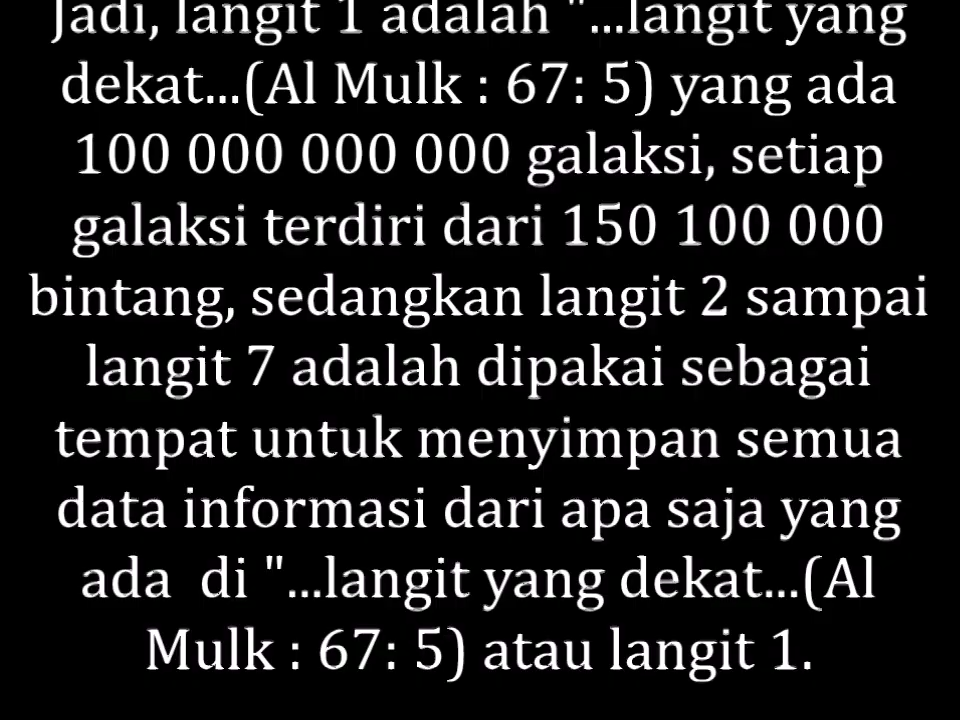 Jadi, langit 1 adalah "...langit yang
dekat...(Al Mulk : 67: 5) yang ada
100 000 000 000 galaksi, setiap
galaksi terdiri dari 150 100 000
bintang, sedangkan langit 2 sampai
langit 7 adalah dipakai sebagai
tempat untuk menyimpan semua
data informasi dari apa saja yang
ada  di "...langit yang dekat...(Al
Mulk : 67: 5) atau langit 1.